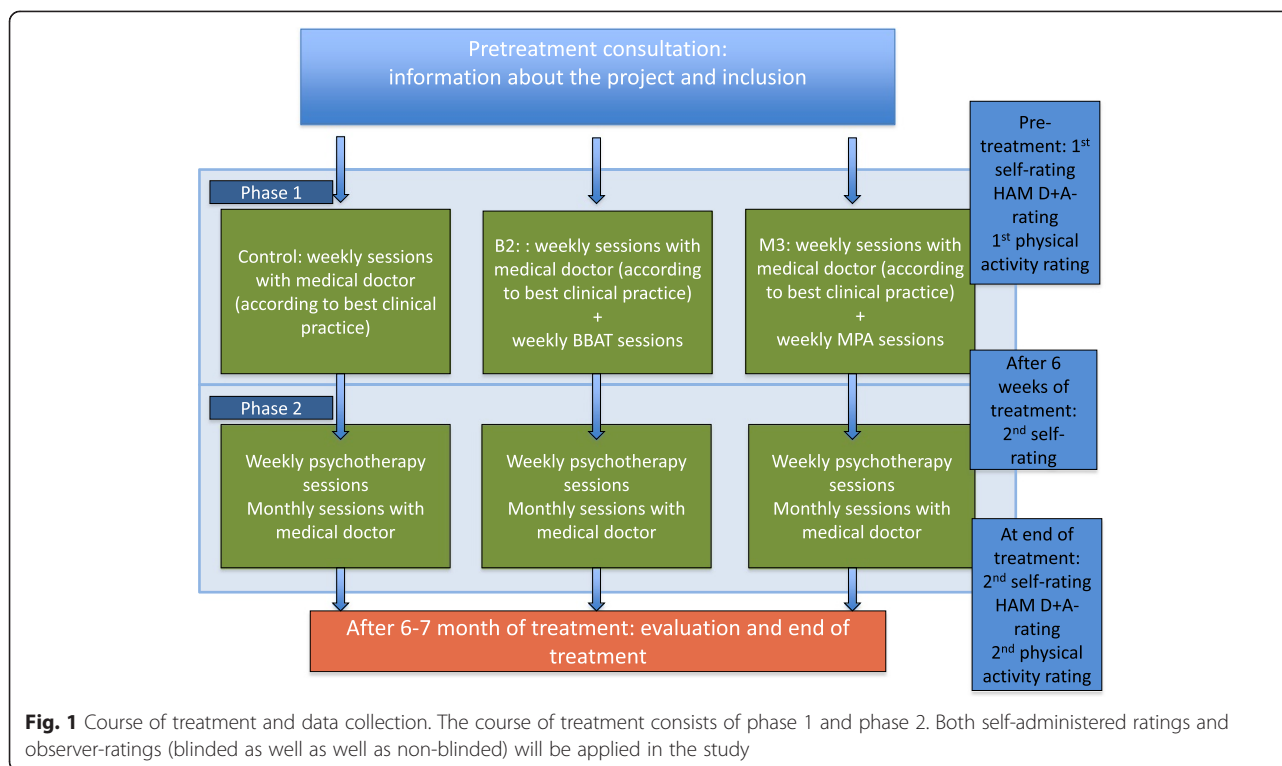 Pretreatment consultation:
information about the project and inclusion
Pre-
treatment: 1st
self-rating
HAM D+A-
rating
1st physical
activity rating
Phase 1
Control: weekly sessions
with medical doctor
(according to best clinical
practice)
B2: : weekly sessions with
medical doctor (according
to best clinical practice)
+
weekly BBAT sessions
M3: weekly sessions with
medical doctor (according
to best clinical practice)
+
weekly MPA sessions
After 6
weeks of
treatment:
2nd self-
rating
Phase 2
Weekly psychotherapy
sessions
Monthly sessions with
medical doctor
Weekly psychotherapy
sessions
Monthly sessions with
medical doctor
Weekly psychotherapy
sessions
Monthly sessions with
medical doctor
At end of
treatment:
2nd self-rating
HAM D+A-
rating
2nd physical
activity rating
After 6-7 month of treatment: evaluation and end of
treatment
Fig. 1 Course of treatment and data collection. The course of treatment consists of phase 1 and phase 2. Both self-administered ratings and
observer-ratings (blinded as well as well as non-blinded) will be applied in the study